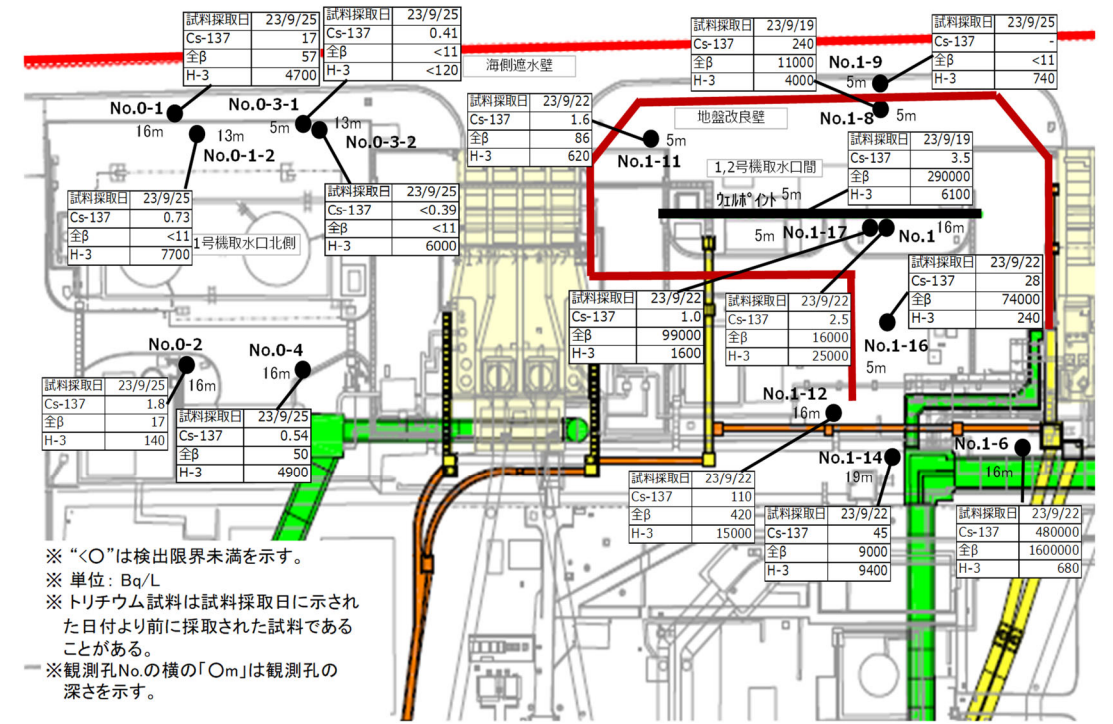 試料採取日 23/9/25
Cs-137 17
全β 57
H-3 4700
試料採取日 23/9/25
Cs-137 0.41
全β <11
H-3 <120
海側遮水壁
試料採取日 23/9/19
Cs-137 240
全β 11000
H-3 4000
試料採取日 23/9/25
Cs-137 -
全β <11
H-3 740
No.1-9
5m
No.1-8
5m
地盤改良壁
No.0-1
16m
No.0-3-1
5m
13m
No.0-1-2
13m
No.0-3-2
試料採取日 23/9/22
Cs-137 1.6
全β 86
H-3 620
5m
No.1-11
1,2号機取水口間
試料採取日 23/9/19
Cs-137 3.5
全β 290000
H-3 6100
ウェルポイント 5m
試料採取日 23/9/25
Cs-137 0.73
全β <11
H-3 7700
1号機取水口北側
試料採取日 23/9/25
Cs-137 <0.39
全β <11
H-3 6000
5m
No.1-17
No.1
16m
試料採取日 23/9/22
Cs-137 1.0
全β 99000
H-3 1600
試料採取日 23/9/22
Cs-137 2.5
全β 16000
H-3 25000
試料採取日 23/9/22
Cs-137 28
全β 74000
H-3 240
No.1-16
5m
No.0-2
16m
No.0-4
16m
試料採取日 23/9/25
Cs-137 1.8
全β 17
H-3 140
試料採取日 23/9/25
Cs-137 0.54
全β 50
H-3 4900
No.1-12
16m
No.1-14
19m
No.1-6
16m
試料採取日 23/9/22
Cs-137 110
全β 420
H-3 15000
試料採取日 23/9/22
Cs-137 45
全β 9000
H-3 9400
試料採取日 23/9/22
Cs-137 480000
全β 1600000
H-3 680
※ “<〇”は検出限界未満を示す。
※ 単位: Bq/L
※ トリチウム試料は試料採取日に示され
た日付より前に採取された試料である
ことがある。
※観測孔No.の横の「〇m」は観測孔の
深さを示す。